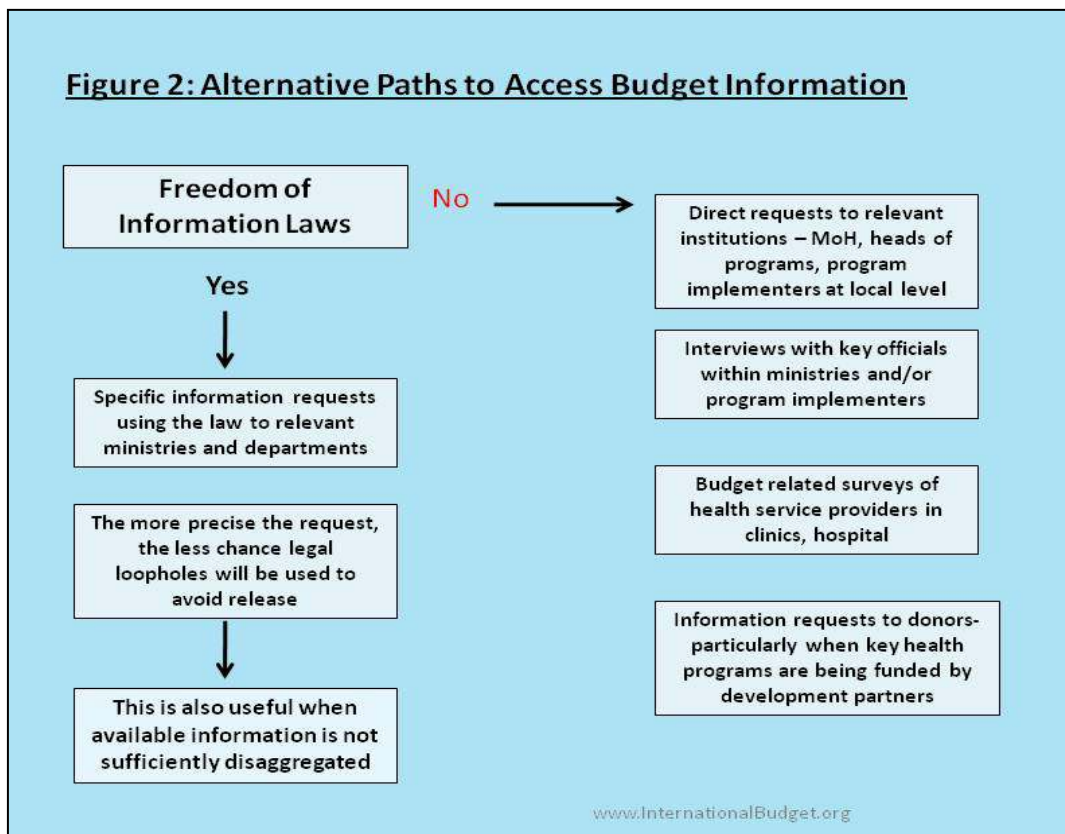 Figure 2: Alternative Paths to Access Budget Information
Freedom of
Information Laws
No
Yes
Specific information requests
using the law to relevant
ministries and departments
The more precise the request,
the less chance legal
loopholes will be used to
avoid release
This is also useful when
available information is not
sufficiently disaggregated
Direct requests to relevant
institutions – MoH, heads of
programs, program
implementers at local level
Interviews with key officials
within ministries and/or
program implementers
Budget related surveys of
health service providers in
clinics, hospital
Information requests to donors-
particularly when key health
programs are being funded by
development partners
www.InternationalBudget.org